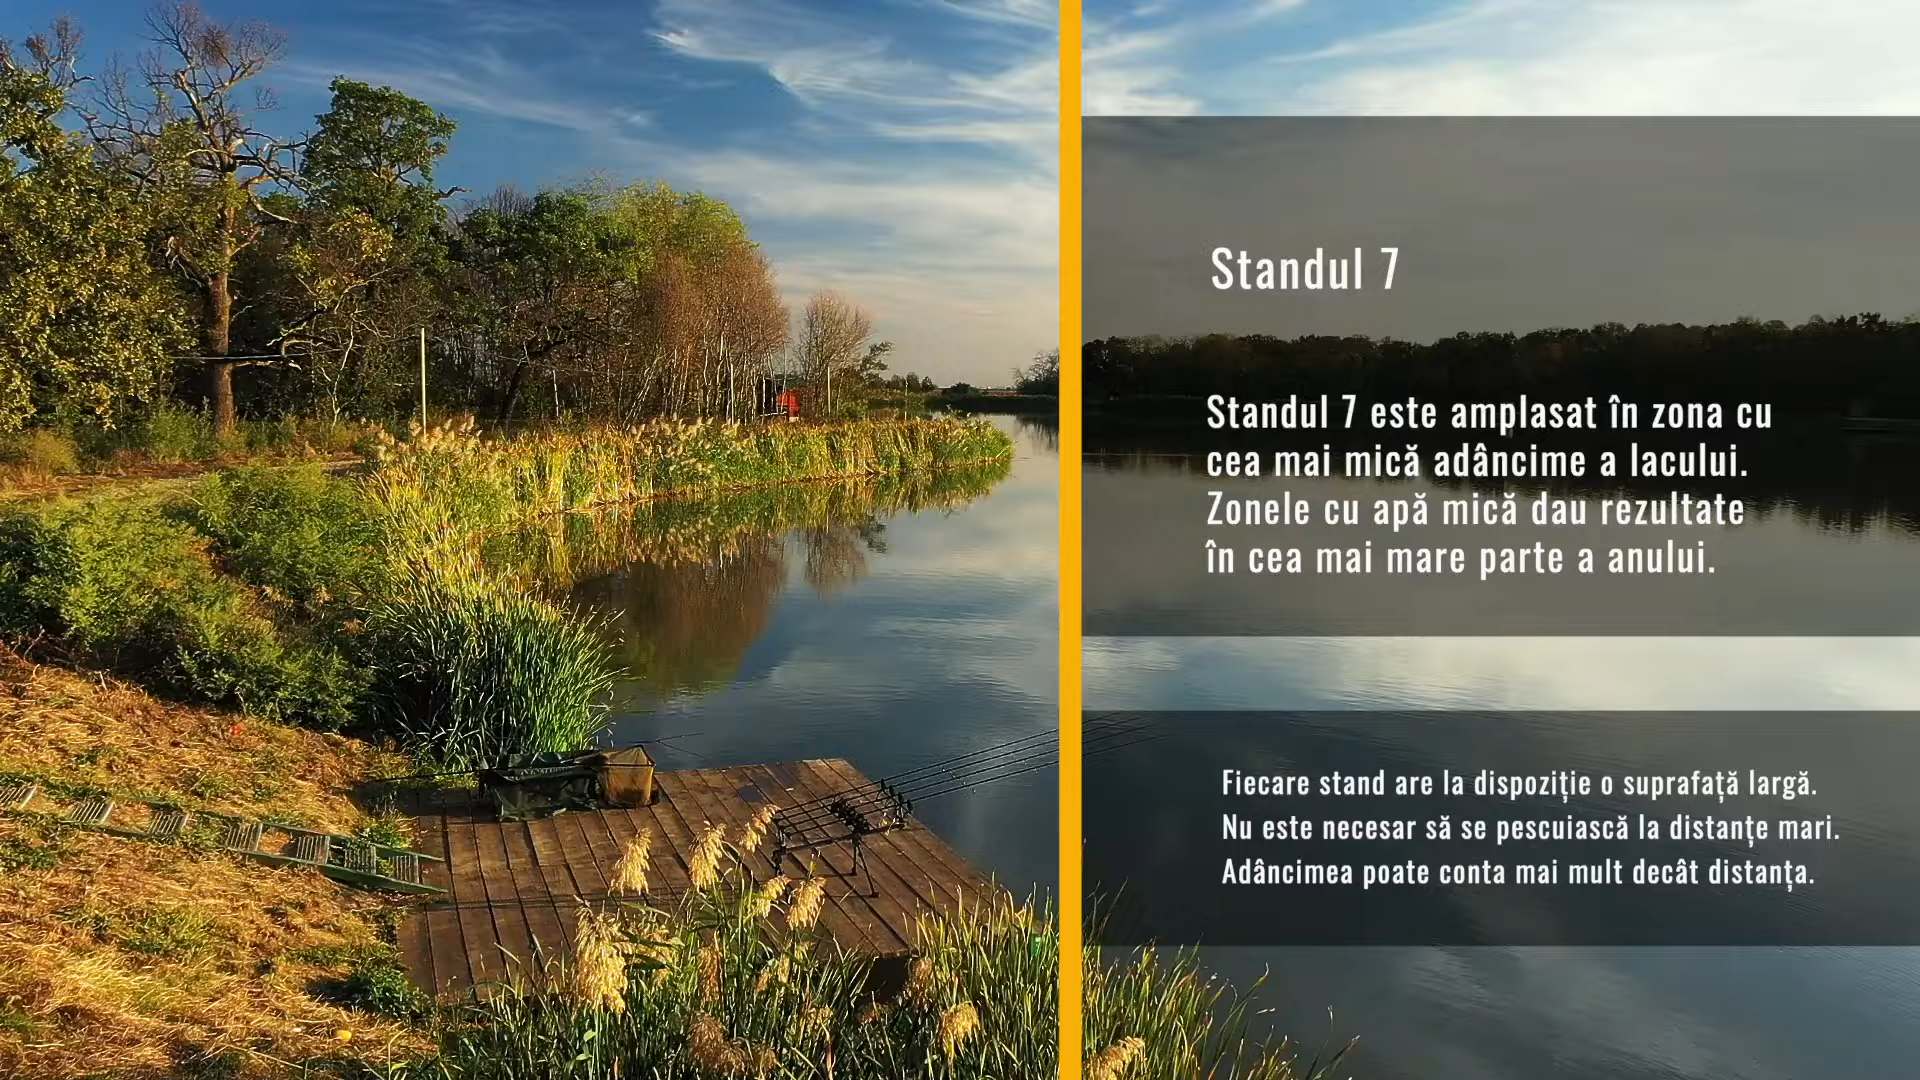 Standul 7
Standul 7 este amplasat în zona cu
cea mai mică adâncime a lacului.
Zonele cu apă mică dau rezultate
în cea mai mare parte a anului.
Fiecare stand are la dispoziție o suprafață largă.
Nu este necesar să se pescuiască la distanțe mari.
Adâncimea poate conta mai mult decât distanța.